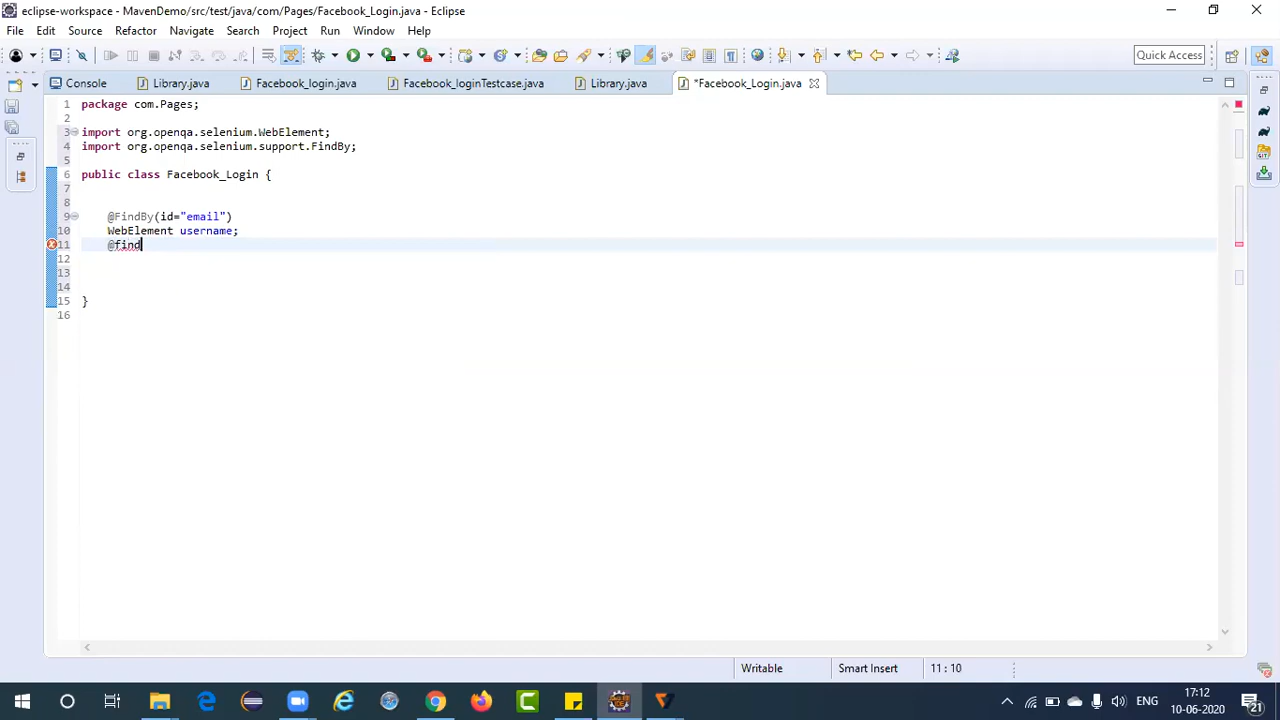 eclipse-workspace - MavenDemo/src/test/java/com/Pages/Facebook_Login.java - Eclipse
File Edit Source Refactor Navigate Search Project Run Window Help
Quick Access
Console Library.java Facebook_login.java Facebook_loginTestcase.java Library.java *Facebook_Login.java
1 package com.Pages;
2
3 import org.openqa.selenium.WebElement;
4 import org.openqa.selenium.support.FindBy;
5
6 public class Facebook_Login {
7
8
9 @FindBy(id="email")
10 WebElement username;
11 @find
12
13
14
15 }
16
Writable Smart Insert 11 : 10
ENG 17:12
10-06-2020 21